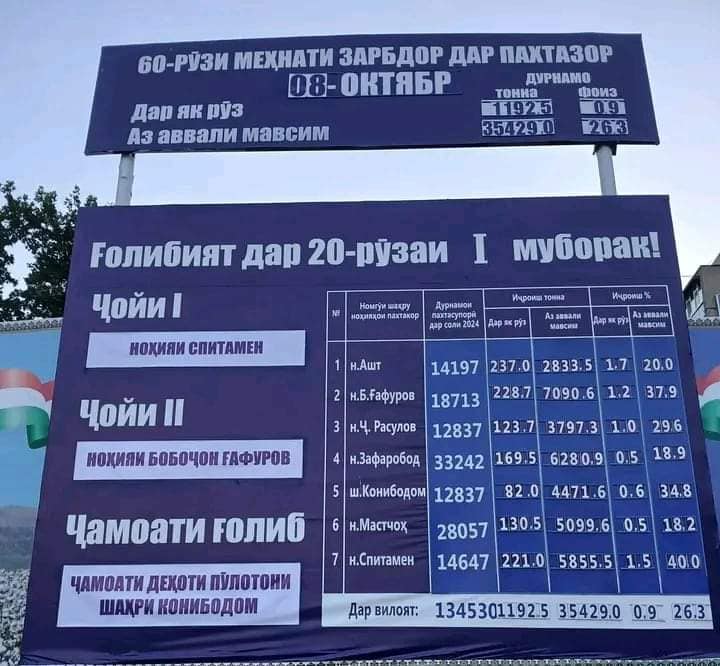 60-РӮЗИ МЕҲНАТИ ЗАРБДОР ДАР ПАХТАЗОР
08-ОКТЯБР
ДУРНАМО
тонна фоиз
Дар як рӯз 1192.5 0.9
Аз аввали мавсим 35429.0 26.3
Ғолибият дар 20-рӯзаи I муборак!
Ҷойи I
НОҲИЯИ СПИТАМЕН
Ҷойи II
НОҲИЯИ БОБОҶОН ҒАФУРОВ
Ҷамоати ғолиб
ҶАМОАТИ ДЕҲОТИ ПӮЛОТОНИ
ШАҲРИ КОНИБОДОМ
№ Номгӯи шаҳру ноҳияҳои пахтакор Дурнамои пахтасупорӣ дар соли 2024 Иҷроиш тонна Иҷроиш %
Дар як рӯз Аз аввали мавсим Дар як рӯз Аз аввали мавсим
1 н.Ашт 14197 237.0 2833.5 1.7 20.0
2 н.Б.Ғафуров 18713 228.7 7090.6 1.2 37.9
3 н.Ҷ. Расулов 12837 123.7 3797.3 1.0 29.6
4 н.Зафаробод 33242 169.5 6280.9 0.5 18.9
5 ш.Конибодом 12837 82.0 4471.6 0.6 34.8
6 н.Мастчоҳ 28057 130.5 5099.6 0.5 18.2
7 н.Спитамен 14647 221.0 5855.5 1.5 40.0
Дар вилоят: 134530 1192.5 35429.0 0.9 26.3